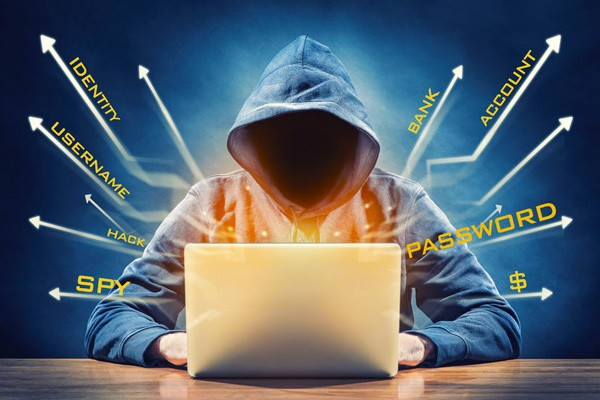 IDENTITY
USERNAME
HACK
SPY
BANK
ACCOUNT
PASSWORD
$